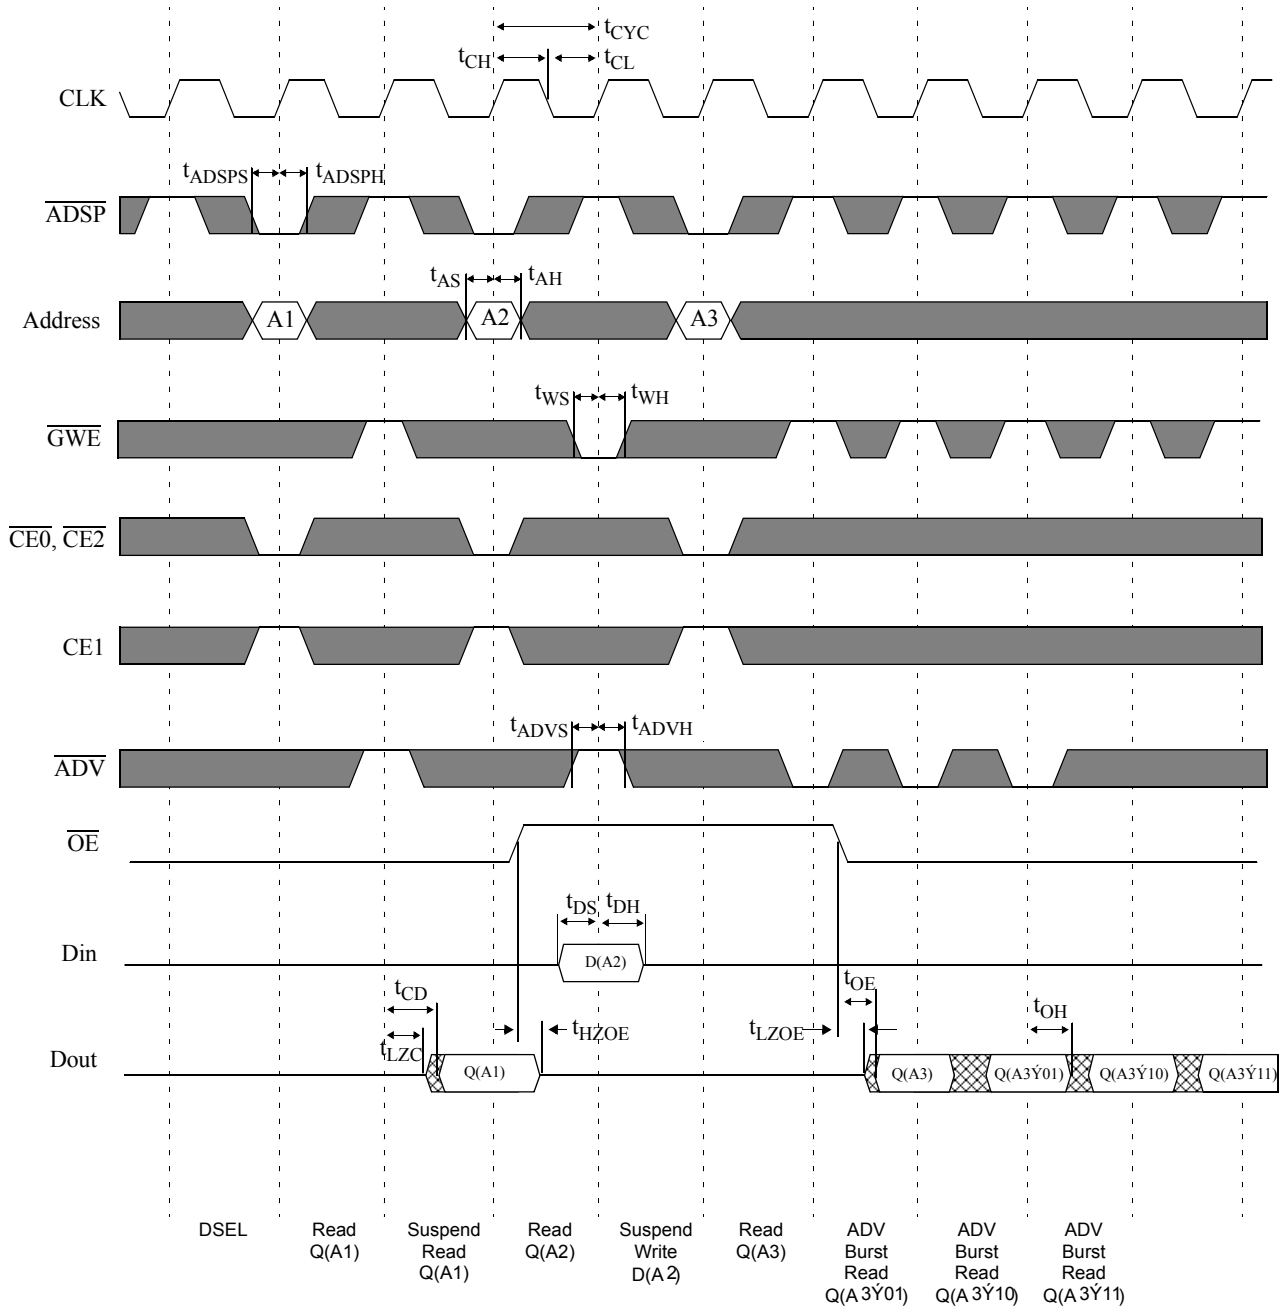 tCYC
tCH
tCL
CLK
tADSPS
tADSPH
ADSP
tAS
tAH
Address
A1
A2
A3
tWS
tWH
GWE
CE0, CE2
CE1
tADVS
tADVH
ADV
OE
tDS
tDH
Din
D(A2)
tCD
tOE
tOH
tLZC
tHZOE
tLZOE
Dout
Q(A1)
Q(A3)
Q(A3Ý01)
Q(A3Ý10)
Q(A3Ý11)
DSEL
Read
Q(A1)
Suspend
Read
Q(A1)
Read
Q(A2)
Suspend
Write
D(A2)
Read
Q(A3)
ADV
Burst
Read
Q(A3Ý01)
ADV
Burst
Read
Q(A3Ý10)
ADV
Burst
Read
Q(A3Ý11)